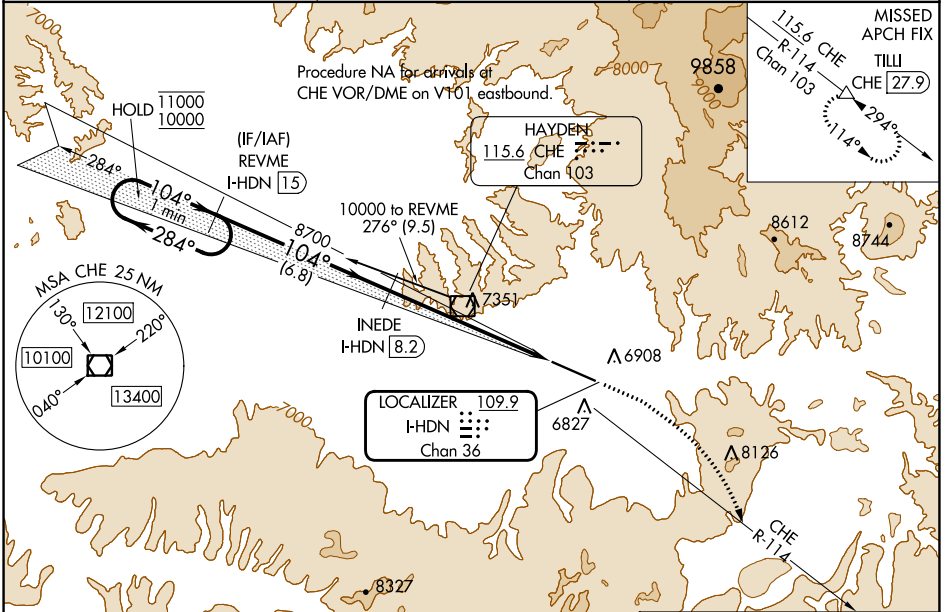 7000
Procedure NA for arrivals at
CHE VOR/DME on V101 eastbound.
8000
9000
9858
115.6 CHE
R-114
Chan 103
MISSED
APCH FIX
TILLI
CHE 27.9
294°
114°
HOLD 11000
10000
(IF/IAF)
REVME
I-HDN 15
HAYDEN
115.6 CHE
Chan 103
284°
104°
1 min
284°
8700
104°
(6.8)
10000 to REVME
276° (9.5)
7351
8612
8744
INEDE
I-HDN 8.2
MSA CHE 25 NM
130°
12100
220°
10100
040°
13400
6908
6827
LOCALIZER 109.9
I-HDN
Chan 36
7000
8126
CHE
R-114
8327